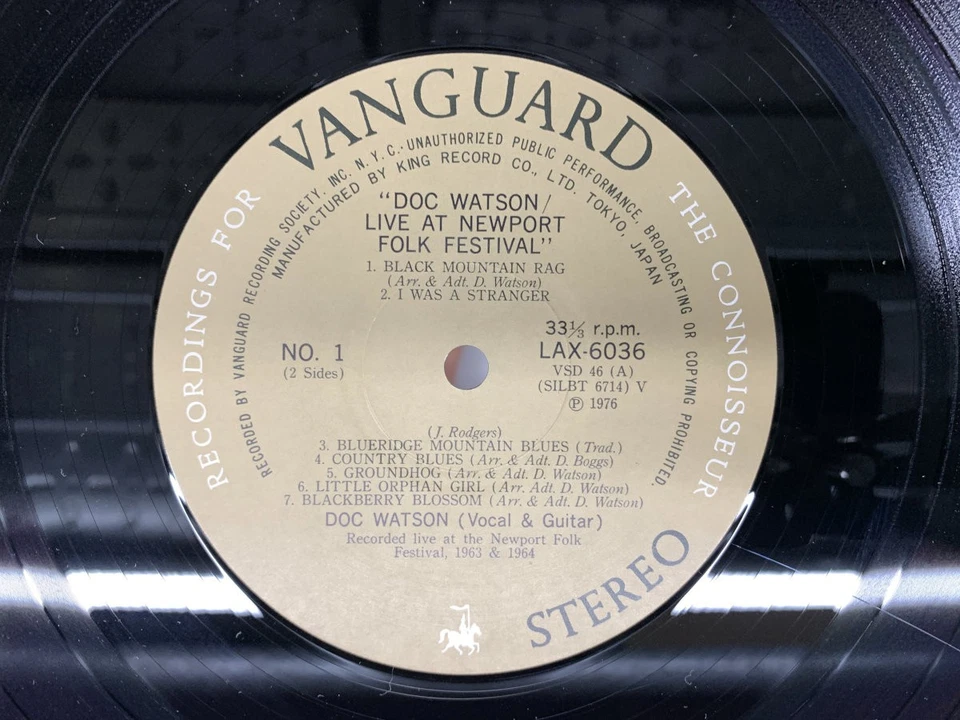 VANGUARD
RECORDINGS FOR THE CONNOISSEUR
RECORDED BY VANGUARD RECORDING SOCIETY, INC. N.Y.C.·UNAUTHORIZED PUBLIC PERFORMANCE, BROADCASTING OR COPYING PROHIBITED.
MANUFACTURED BY KING RECORD CO., LTD. TOKYO, JAPAN
"DOC WATSON/
LIVE AT NEWPORT
FOLK FESTIVAL"
1. BLACK MOUNTAIN RAG
(Arr. & Adt. D. Watson)
2. I WAS A STRANGER
NO. 1
(2 Sides)
33⅓ r.p.m.
LAX-6036
VSD 46 (A)
(SILBT 6714) V
℗ 1976
(J. Rodgers)
3. BLUERIDGE MOUNTAIN BLUES (Trad.)
4. COUNTRY BLUES (Arr. & Adt. D. Boggs)
5. GROUNDHOG (Arr. & Adt. D. Watson)
6. LITTLE ORPHAN GIRL (Arr. Adt. D. Watson)
7. BLACKBERRY BLOSSOM (Arr. & Adt. D. Watson)
DOC WATSON (Vocal & Guitar)
Recorded live at the Newport Folk
Festival, 1963 & 1964
STEREO